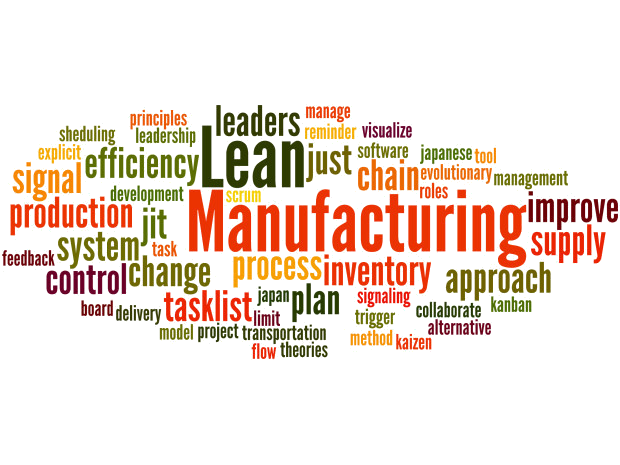 principles
leaders
manage
sheduling
leadership
reminder
visualize
explicit
efficiency
Lean
just
software
japanese
tool
signal
development
scrum
chain
evolutionary
management
roles
production
jit
Manufacturing
improve
feedback
system
task
supply
control
change
process
inventory
approach
board
delivery
tasklist
japan
plan
signaling
collaborate
kanban
limit
trigger
alternative
model
project
transportation
method
kaizen
flow
theories